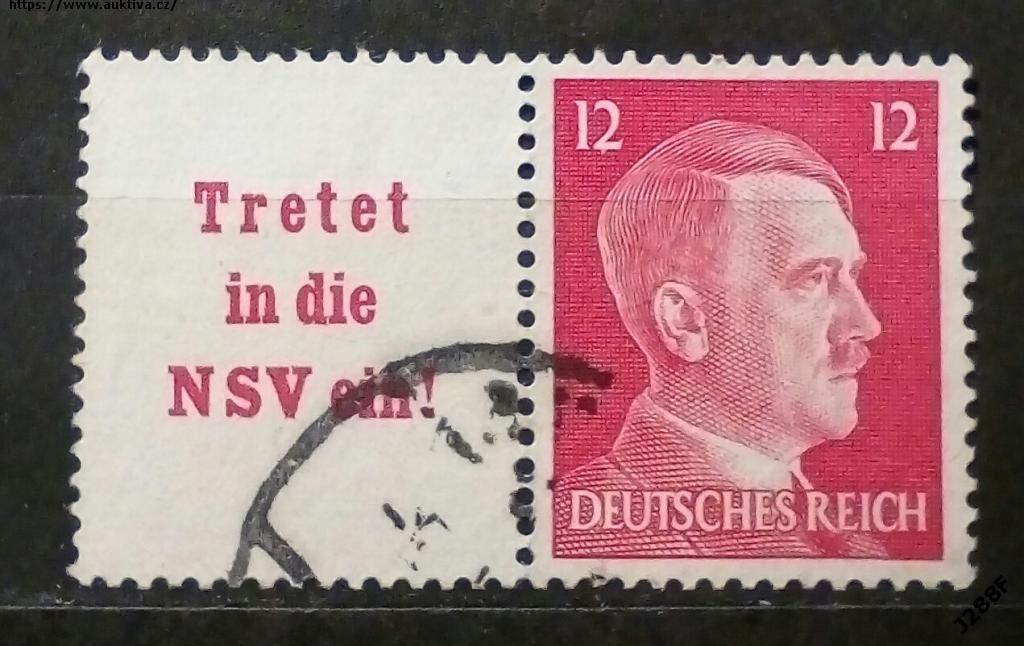 https://www.auktiva.cz/
Tretet
in die
NSV ein!
12 12
DEUTSCHES REICH
J288F